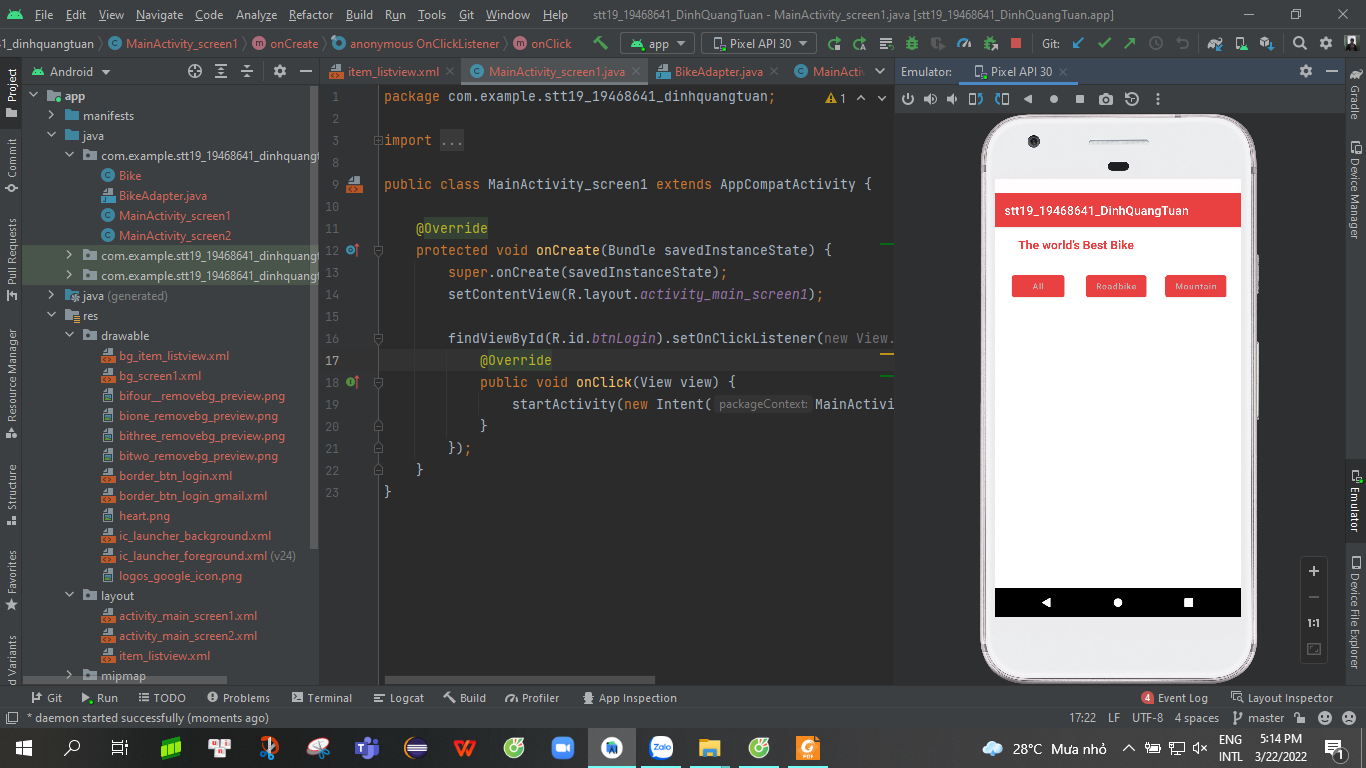 File Edit View Navigate Code Analyze Refactor Build Run Tools Git Window Help stt19_19468641_DinhQuangTuan - MainActivity_screen1.java [stt19_19468641_DinhQuangTuan.app]
1_dinhquangtuan MainActivity_screen1 onCreate anonymous OnClickListener onClick app Pixel API 30 Git:
Android
item_listview.xml MainActivity_screen1.java BikeAdapter.java MainActiv
Emulator: Pixel API 30
Project
Commit
Pull Requests
Resource Manager
Structure
Favorites
d Variants
app
manifests
java
com.example.stt19_19468641_dinhquangt
Bike
BikeAdapter.java
MainActivity_screen1
MainActivity_screen2
com.example.stt19_19468641_dinhquangt
com.example.stt19_19468641_dinhquangt
java (generated)
res
drawable
bg_item_listview.xml
bg_screen1.xml
bifour__removebg_preview.png
bione_removebg_preview.png
bithree_removebg_preview.png
bitwo_removebg_preview.png
border_btn_login.xml
border_btn_login_gmail.xml
heart.png
ic_launcher_background.xml
ic_launcher_foreground.xml (v24)
logos_google_icon.png
layout
activity_main_screen1.xml
activity_main_screen2.xml
item_listview.xml
mipmap
1 package com.example.stt19_19468641_dinhquangtuan; 1
2
3 import ...
8
9 public class MainActivity_screen1 extends AppCompatActivity {
10
11 @Override
12 protected void onCreate(Bundle savedInstanceState) {
13 super.onCreate(savedInstanceState);
14 setContentView(R.layout.activity_main_screen1);
15
16 findViewById(R.id.btnLogin).setOnClickListener(new View.
17 @Override
18 public void onClick(View view) {
19 startActivity(new Intent( packageContext: MainActivi
20 }
21 });
22 }
23 }
stt19_19468641_DinhQuangTuan
The world's Best Bike
All Roadbike Mountain
1:1
Gradle
Device Manager
Emulator
Device File Explorer
Git Run TODO Problems Terminal Logcat Build Profiler App Inspection 4 Event Log Layout Inspector
* daemon started successfully (moments ago) 17:22 LF UTF-8 4 spaces master
28°C Mưa nhỏ
ENG
INTL
5:14 PM
3/22/2022
1
Zalo
PDF